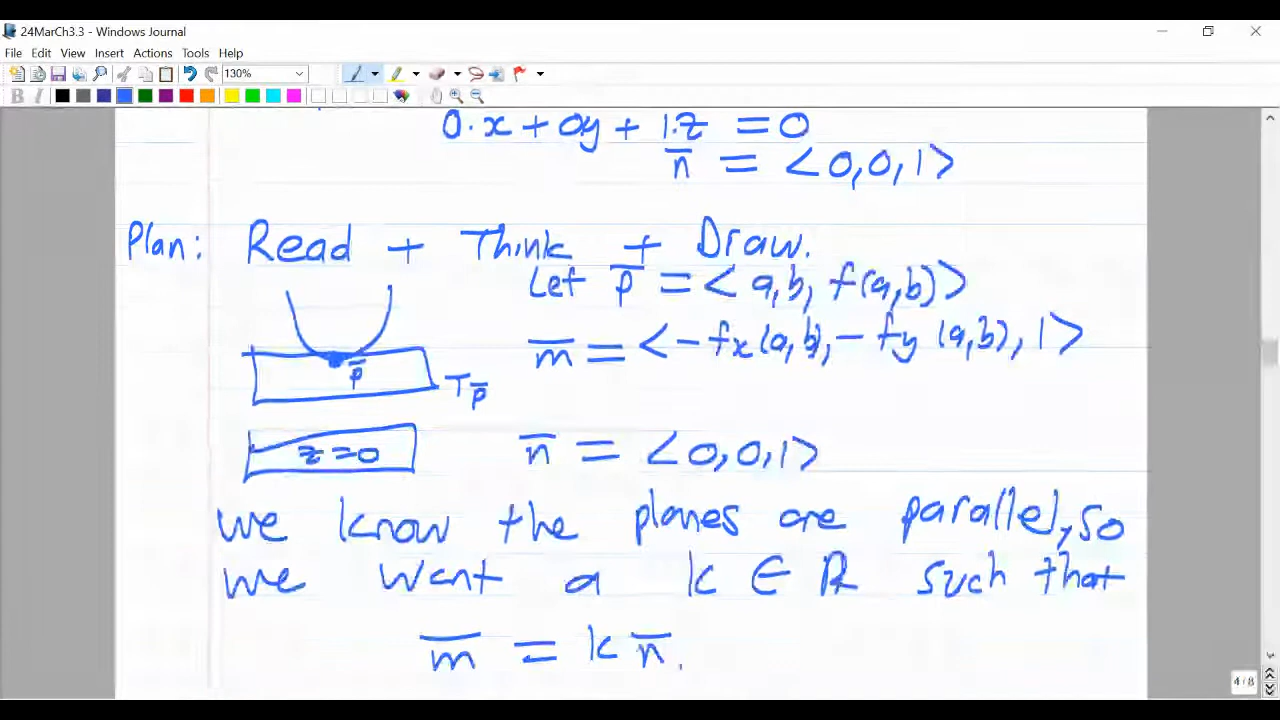 24MarCh3.3 - Windows Journal
File Edit View Insert Actions Tools Help
130%
B I
0·x + 0y + 1·z = 0
n̅ = <0,0,1>
Plan: Read + Think + Draw.
Let p̅ = <a,b, f(a,b)>
m̅ = <-fx(a,b), -fy(a,b), 1>
p̅
Tp̅
z=0
n̅ = <0,0,1>
we know the planes are parallel, so
we want a k ∈ ℝ such that
m̅ = k n̅.
4/8